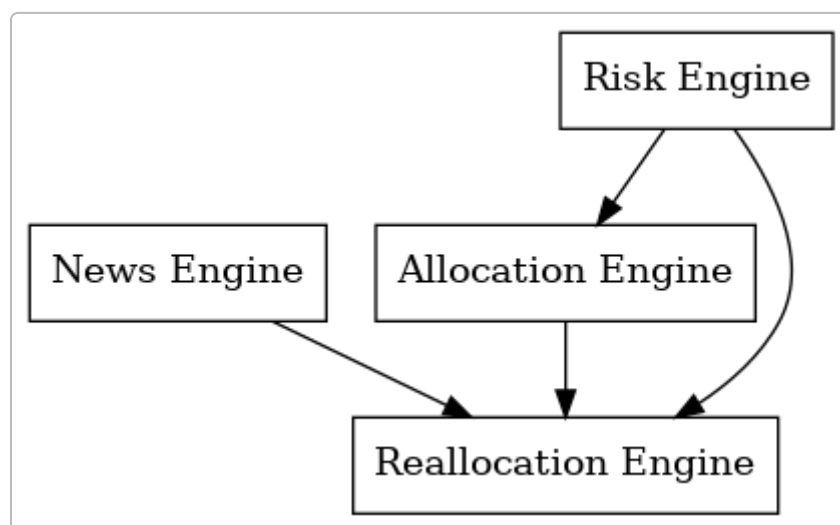 Risk Engine
News Engine
Allocation Engine
Reallocation Engine